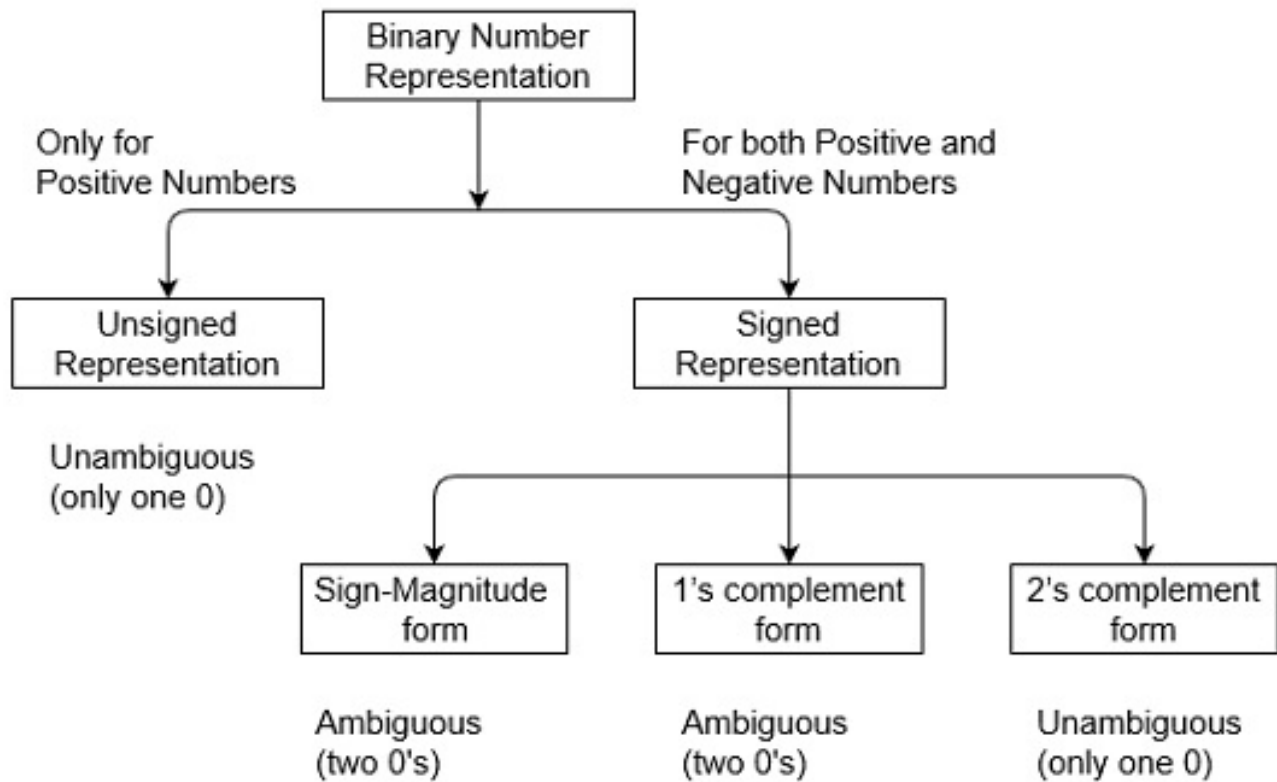 Binary Number
Representation
Only for
Positive Numbers
For both Positive and
Negative Numbers
Unsigned
Representation
Signed
Representation
Unambiguous
(only one 0)
Sign-Magnitude
form
1's complement
form
2's complement
form
Ambiguous
(two 0's)
Ambiguous
(two 0's)
Unambiguous
(only one 0)